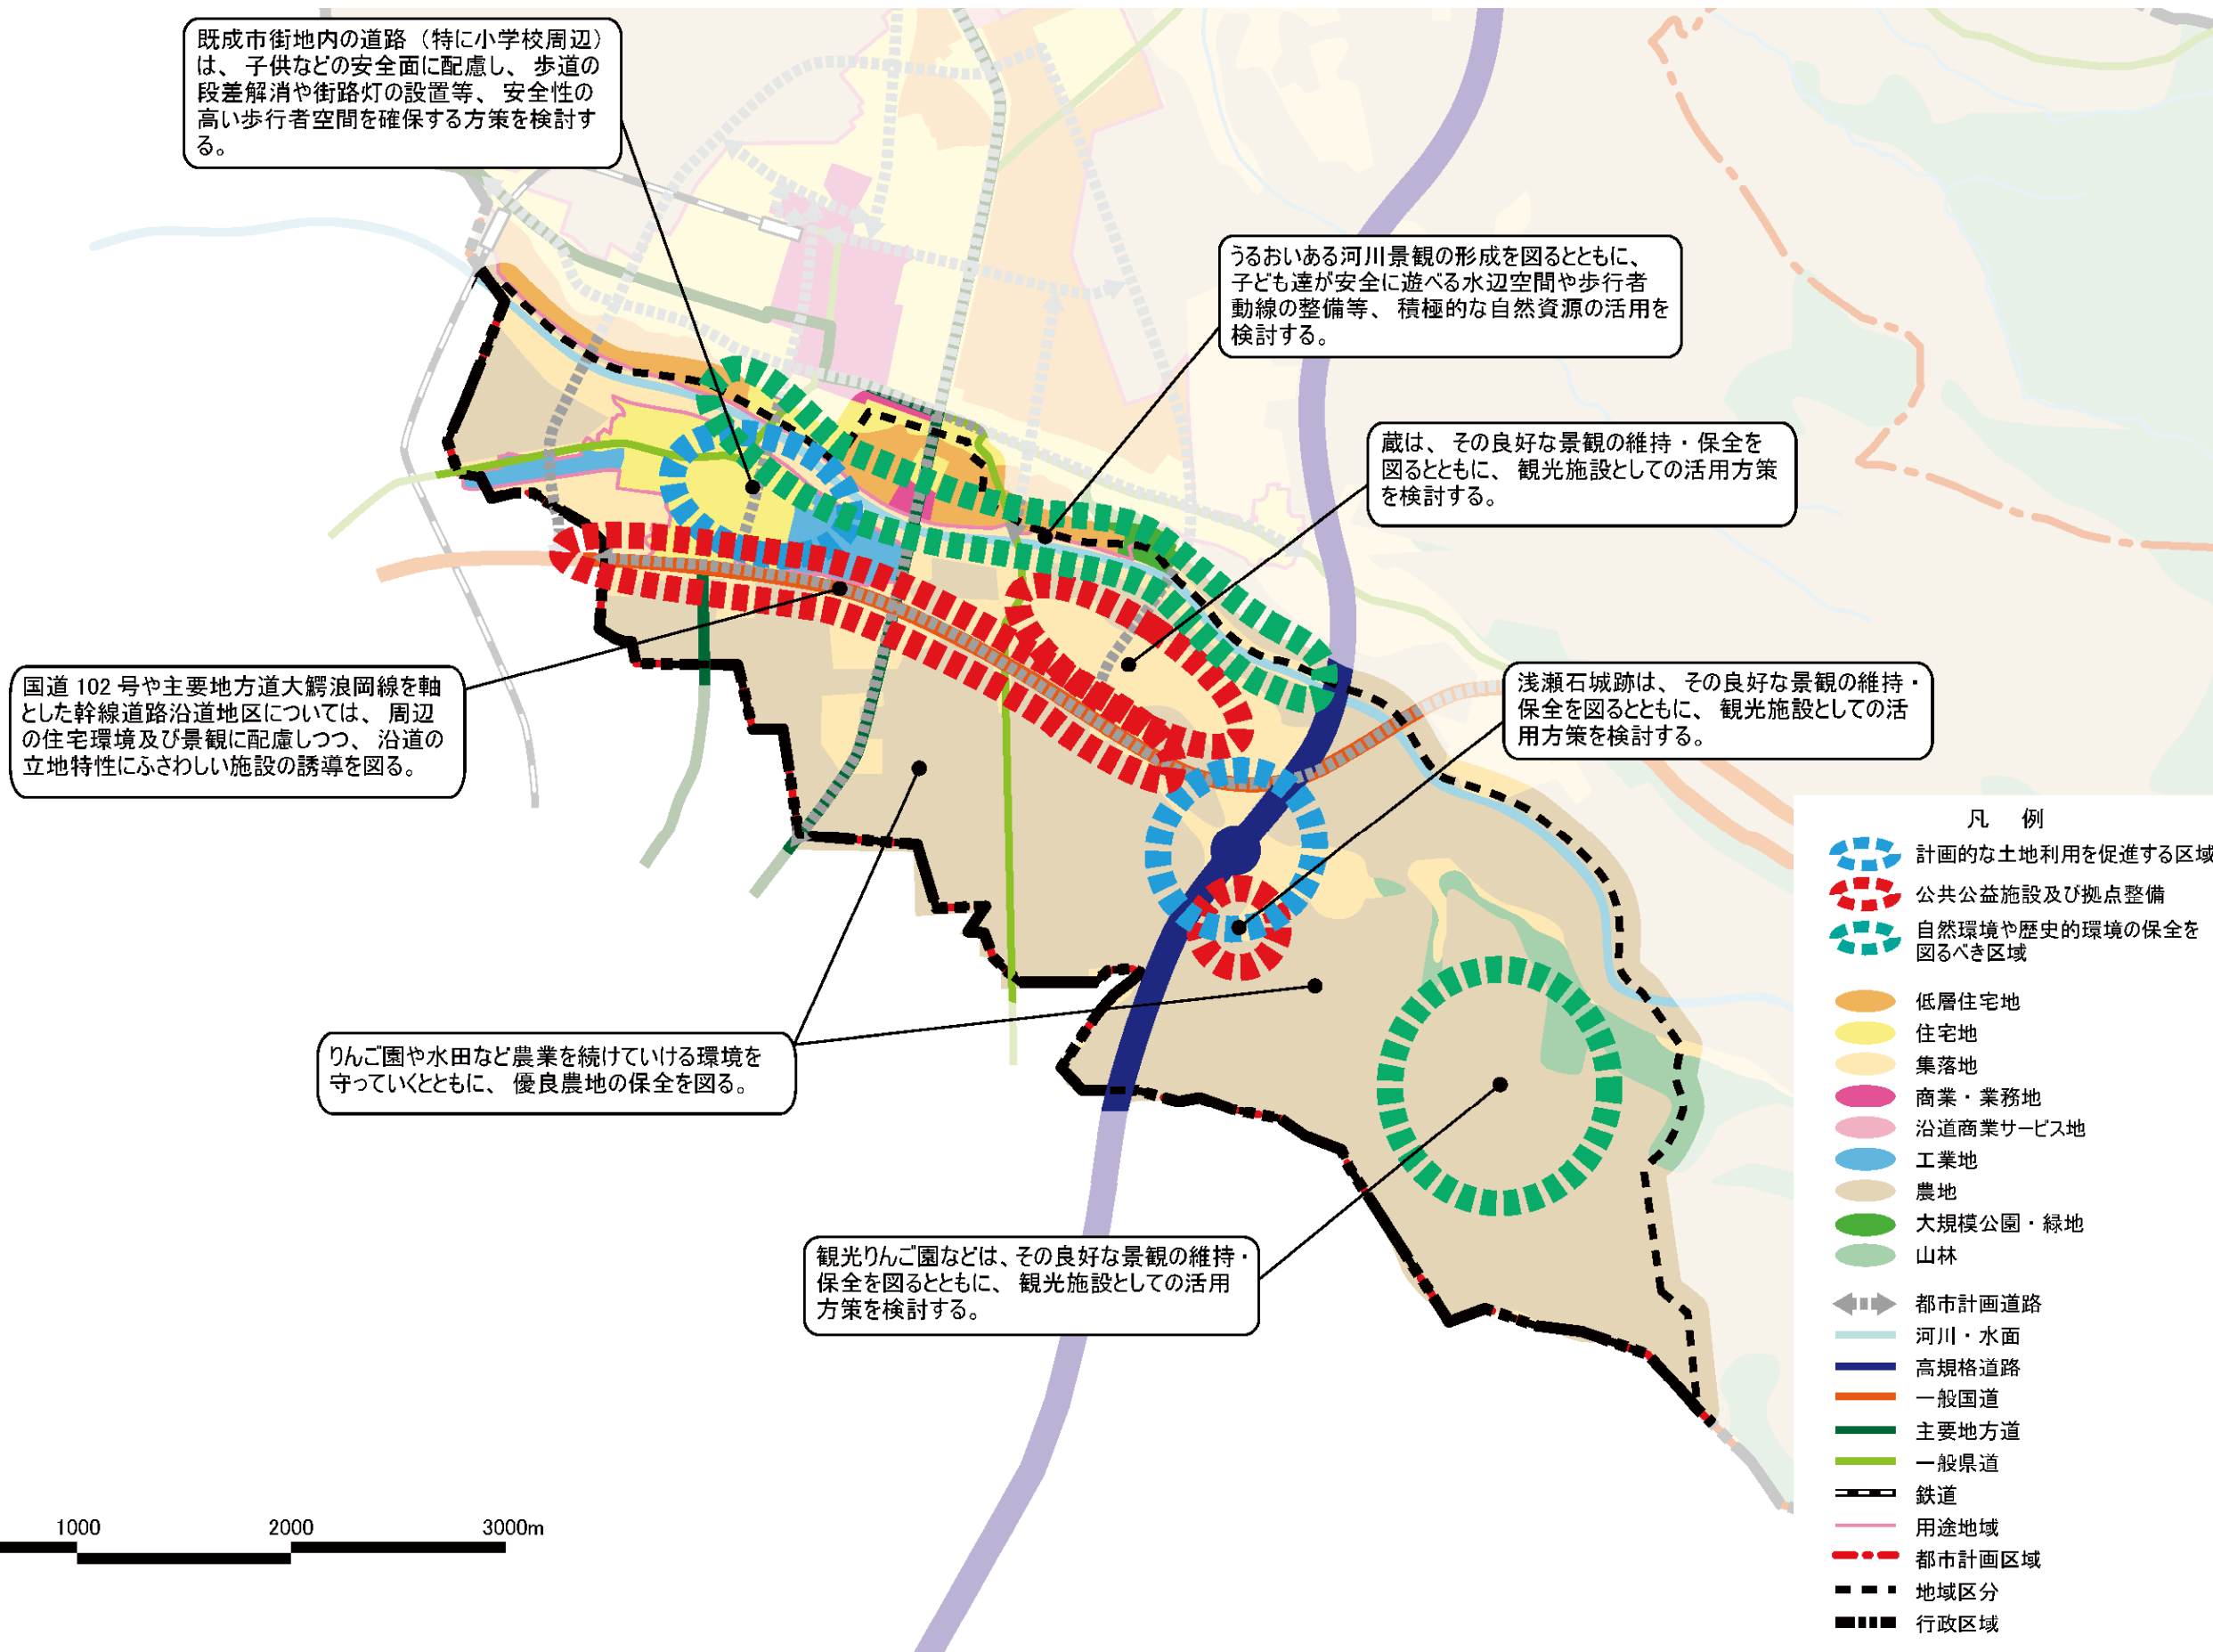 既成市街地内の道路（特に小学校周辺）
は、子供などの安全面に配慮し、歩道の
段差解消や街路灯の設置等、安全性の
高い歩行者空間を確保する方策を検討す
る。
うるおいある河川景観の形成を図るとともに、
子ども達が安全に遊べる水辺空間や歩行者
動線の整備等、積極的な自然資源の活用を
検討する。
蔵は、その良好な景観の維持・保全を
図るとともに、観光施設としての活用方策
を検討する。
国道102号や主要地方道大鰐浪岡線を軸
とした幹線道路沿道地区については、周辺
の住宅環境及び景観に配慮しつつ、沿道の
立地特性にふさわしい施設の誘導を図る。
浅瀬石城跡は、その良好な景観の維持・
保全を図るとともに、観光施設としての活
用方策を検討する。
りんご園や水田など農業を続けていける環境を
守っていくとともに、優良農地の保全を図る。
観光りんご園などは、その良好な景観の維持・
保全を図るとともに、観光施設としての活用
方策を検討する。
凡 例
計画的な土地利用を促進する区域
公共公益施設及び拠点整備
自然環境や歴史的環境の保全を
図るべき区域
低層住宅地
住宅地
集落地
商業・業務地
沿道商業サービス地
工業地
農地
大規模公園・緑地
山林
都市計画道路
河川・水面
高規格道路
一般国道
主要地方道
一般県道
鉄道
用途地域
都市計画区域
地域区分
行政区域
1000 2000 3000m